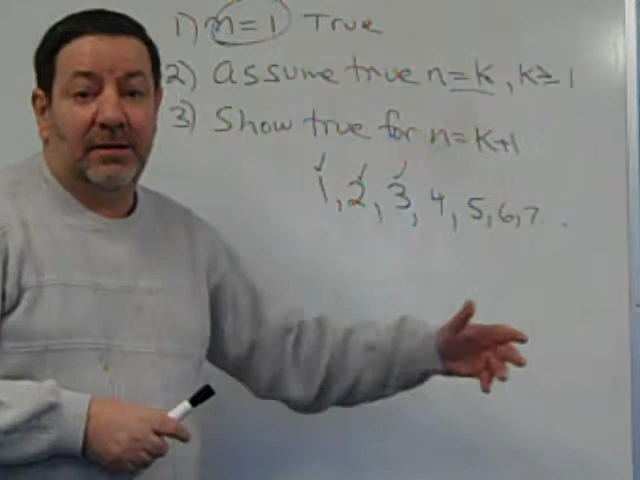 1) n=1 True
2) Assume true n=k, k≥1
3) Show true for n=k+1
1, 2, 3, 4, 5, 6, 7 .